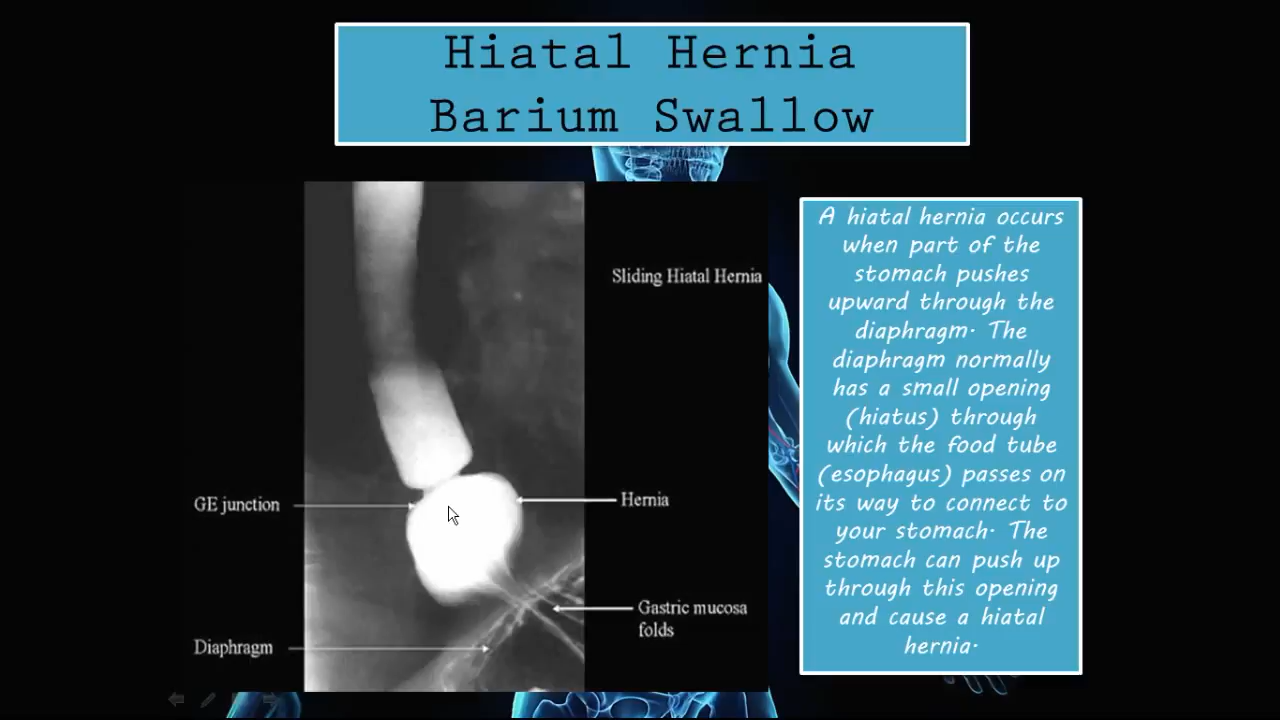 Hiatal Hernia
Barium Swallow
Sliding Hiatal Hernia
GE junction
Hernia
Gastric mucosa
folds
Diaphragm
A hiatal hernia occurs
when part of the
stomach pushes
upward through the
diaphragm. The
diaphragm normally
has a small opening
(hiatus) through
which the food tube
(esophagus) passes on
its way to connect to
your stomach. The
stomach can push up
through this opening
and cause a hiatal
hernia.